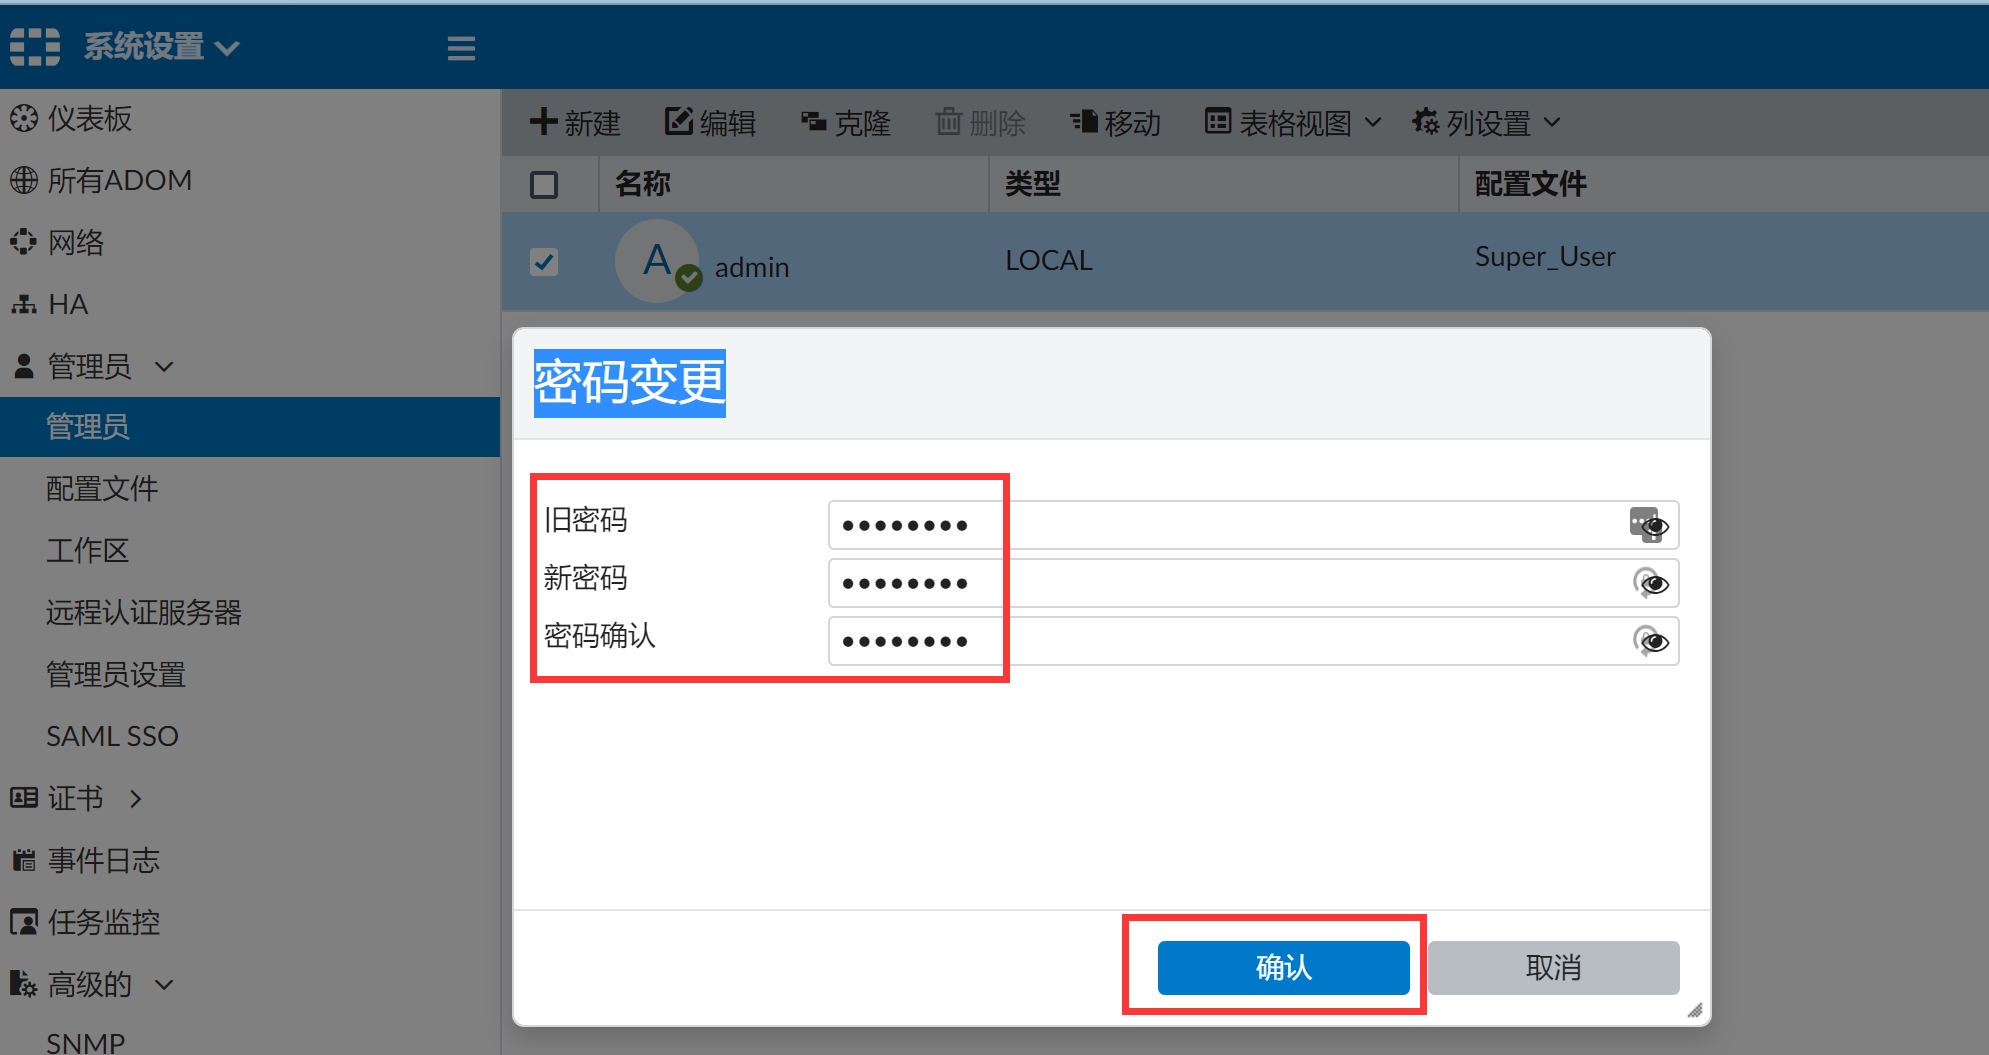 系统设置
仪表板
所有ADOM
网络
HA
管理员
管理员
配置文件
工作区
远程认证服务器
管理员设置
SAML SSO
证书
事件日志
任务监控
高级的
SNMP
新建 编辑 克隆 删除 移动 表格视图 列设置
名称 类型 配置文件
A admin LOCAL Super_User
密码变更
旧密码 ••••••••
新密码 ••••••••
密码确认 ••••••••
确认 取消